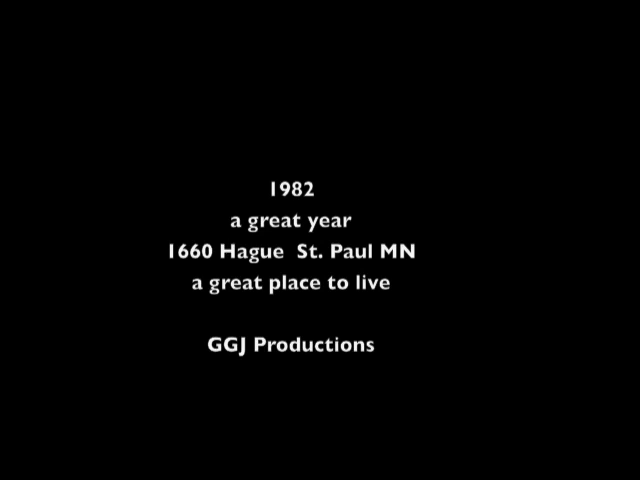 1982
a great year
1660 Hague  St. Paul MN
a great place to live
GGJ Productions